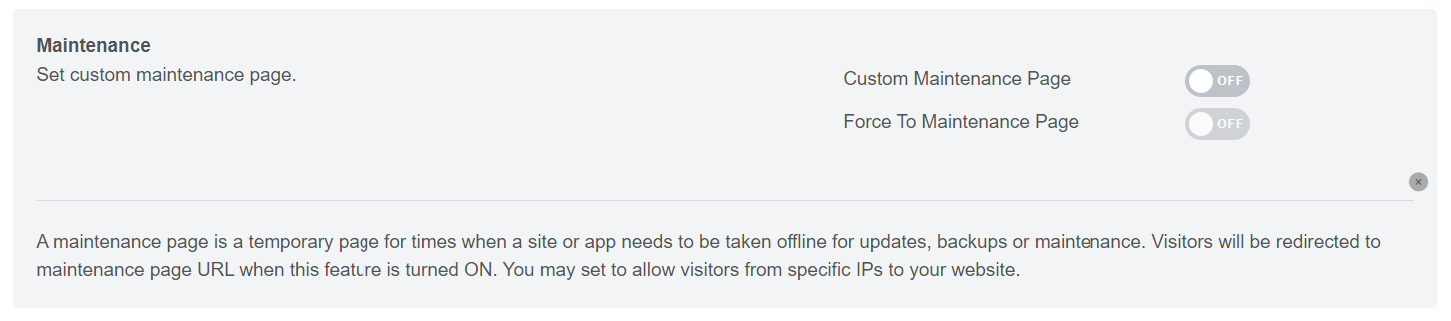 Maintenance
Set custom maintenance page.
Custom Maintenance Page OFF
Force To Maintenance Page OFF
A maintenance page is a temporary page for times when a site or app needs to be taken offline for updates, backups or maintenance. Visitors will be redirected to
maintenance page URL when this feature is turned ON. You may set to allow visitors from specific IPs to your website.